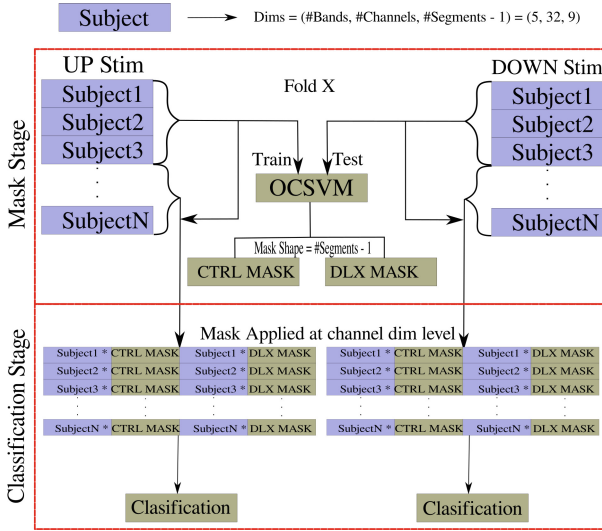 Subject
Dims = (#Bands, #Channels, #Segments - 1) = (5, 32, 9)
Mask Stage
UP Stim
Subject1
Subject2
Subject3
SubjectN
Fold X
Train
Test
OCSVM
Mask Shape = #Segments - 1
CTRL MASK
DLX MASK
DOWN Stim
Subject1
Subject2
Subject3
SubjectN
Classification Stage
Mask Applied at channel dim level
Subject1 * CTRL MASK Subject1 * DLX MASK
Subject2 * CTRL MASK Subject2 * DLX MASK
Subject3 * CTRL MASK Subject3 * DLX MASK
SubjectN * CTRL MASK SubjectN * DLX MASK
Clasification
Subject1 * CTRL MASK Subject1 * DLX MASK
Subject2 * CTRL MASK Subject2 * DLX MASK
Subject3 * CTRL MASK Subject3 * DLX MASK
SubjectN * CTRL MASK SubjectN * DLX MASK
Clasification